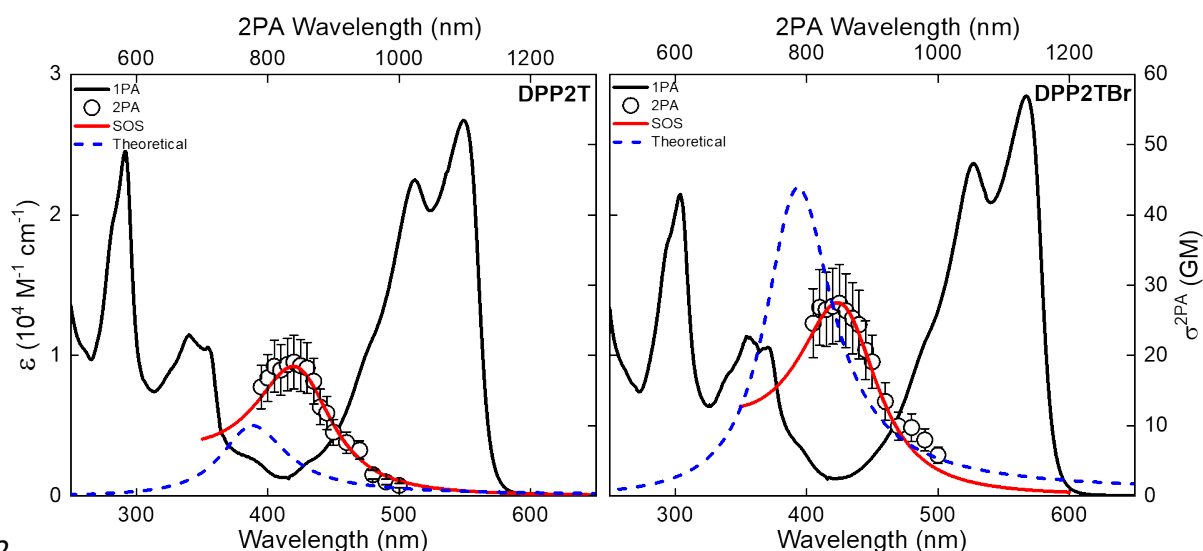 2PA Wavelength (nm) 2PA Wavelength (nm)
600 800 1000 1200 600 800 1000 1200
3 60
1PA DPP2T 1PA DPP2TBr
2PA 2PA
SOS SOS
Theoretical Theoretical
50
2 40
ε (10⁴ M⁻¹ cm⁻¹) σ²ᴾᴬ (GM)
30
1 20
10
0 0
300 400 500 600 300 400 500 600
Wavelength (nm) Wavelength (nm)